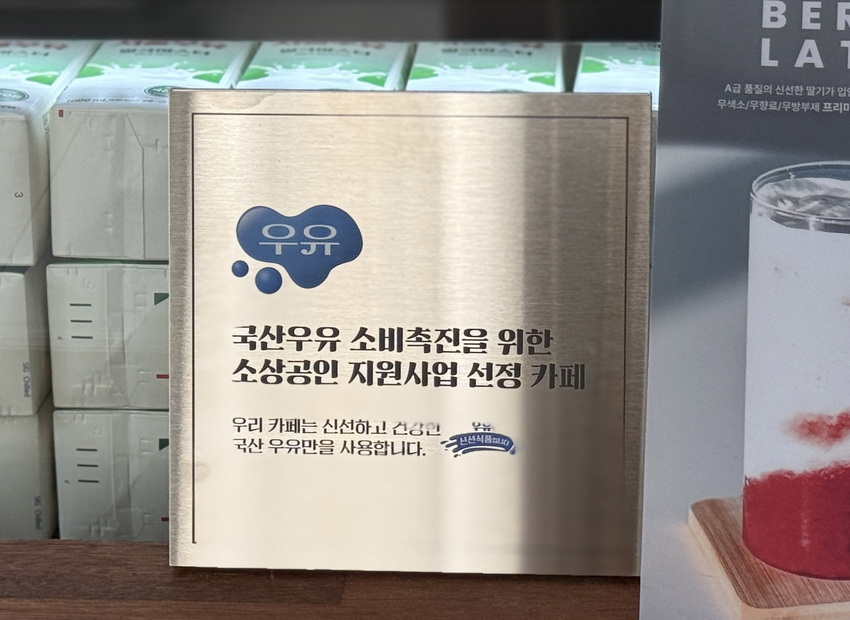 BER
LAT
A급 품질의 신선한 딸기가
무색소/무향료/무방부제
우유
국산우유 소비촉진을 위한
소상공인 지원사업 선정 카페
우리 카페는 신선하고 건강한
국산 우유만을 사용합니다.
우유
신선식품입니다